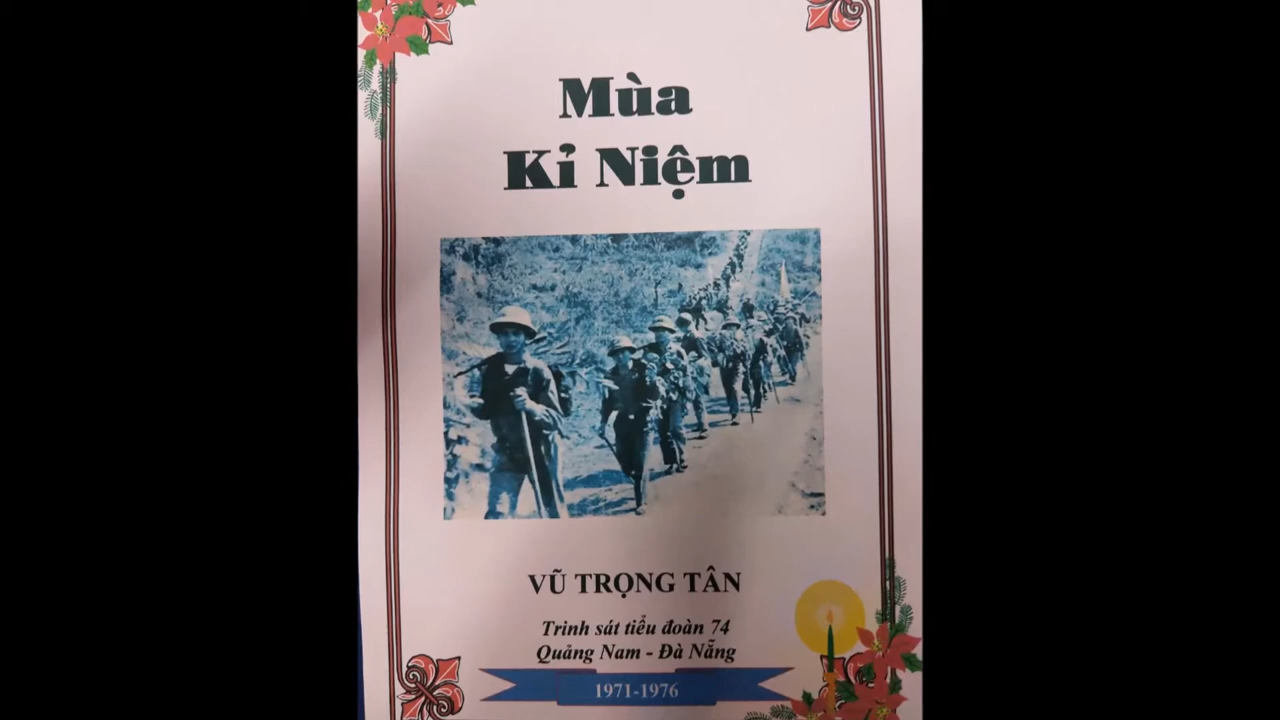 Mùa
Kỉ Niệm
VŨ TRỌNG TÂN
Trinh sát tiểu đoàn 74
Quảng Nam - Đà Nẵng
1971-1976